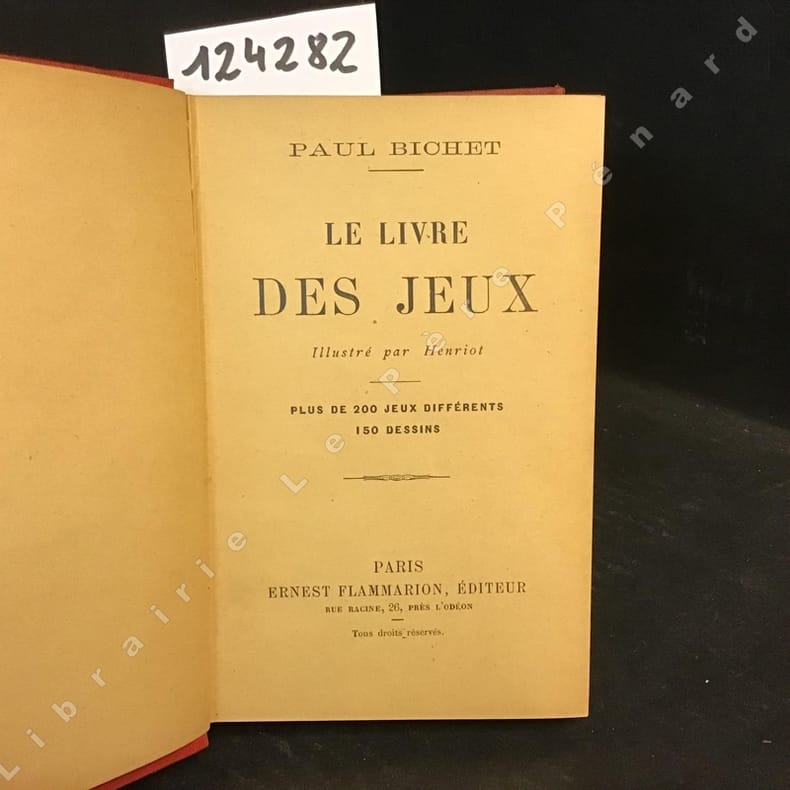 124282
PAUL BICHET
LE LIVRE
DES JEUX
Illustré par Henriot
PLUS DE 200 JEUX DIFFÉRENTS
150 DESSINS
PARIS
ERNEST FLAMMARION, ÉDITEUR
RUE RACINE, 26, PRÈS L'ODÉON
Tous droits réservés.
Librairie Le Père Pénard